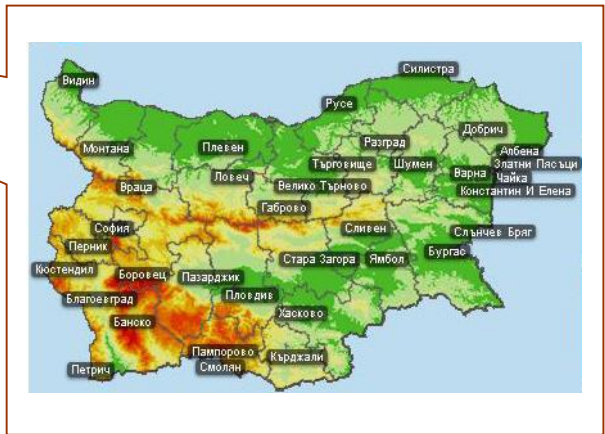 Видин
Силистра
Русе
Добрич
Разград
Монтана
Плевен
Албена
Търговище
Шумен
Златни Пясъци
Ловеч
Варна
Чайка
Враца
Велико Търново
Константин И Елена
Габрово
София
Сливен
Слънчев Бряг
Перник
Бургас
Стара Загора
Ямбол
Кюстендил
Боровец
Пазарджик
Пловдив
Благоевград
Хасково
Банско
Пампорово
Кърджали
Смолян
Петрич